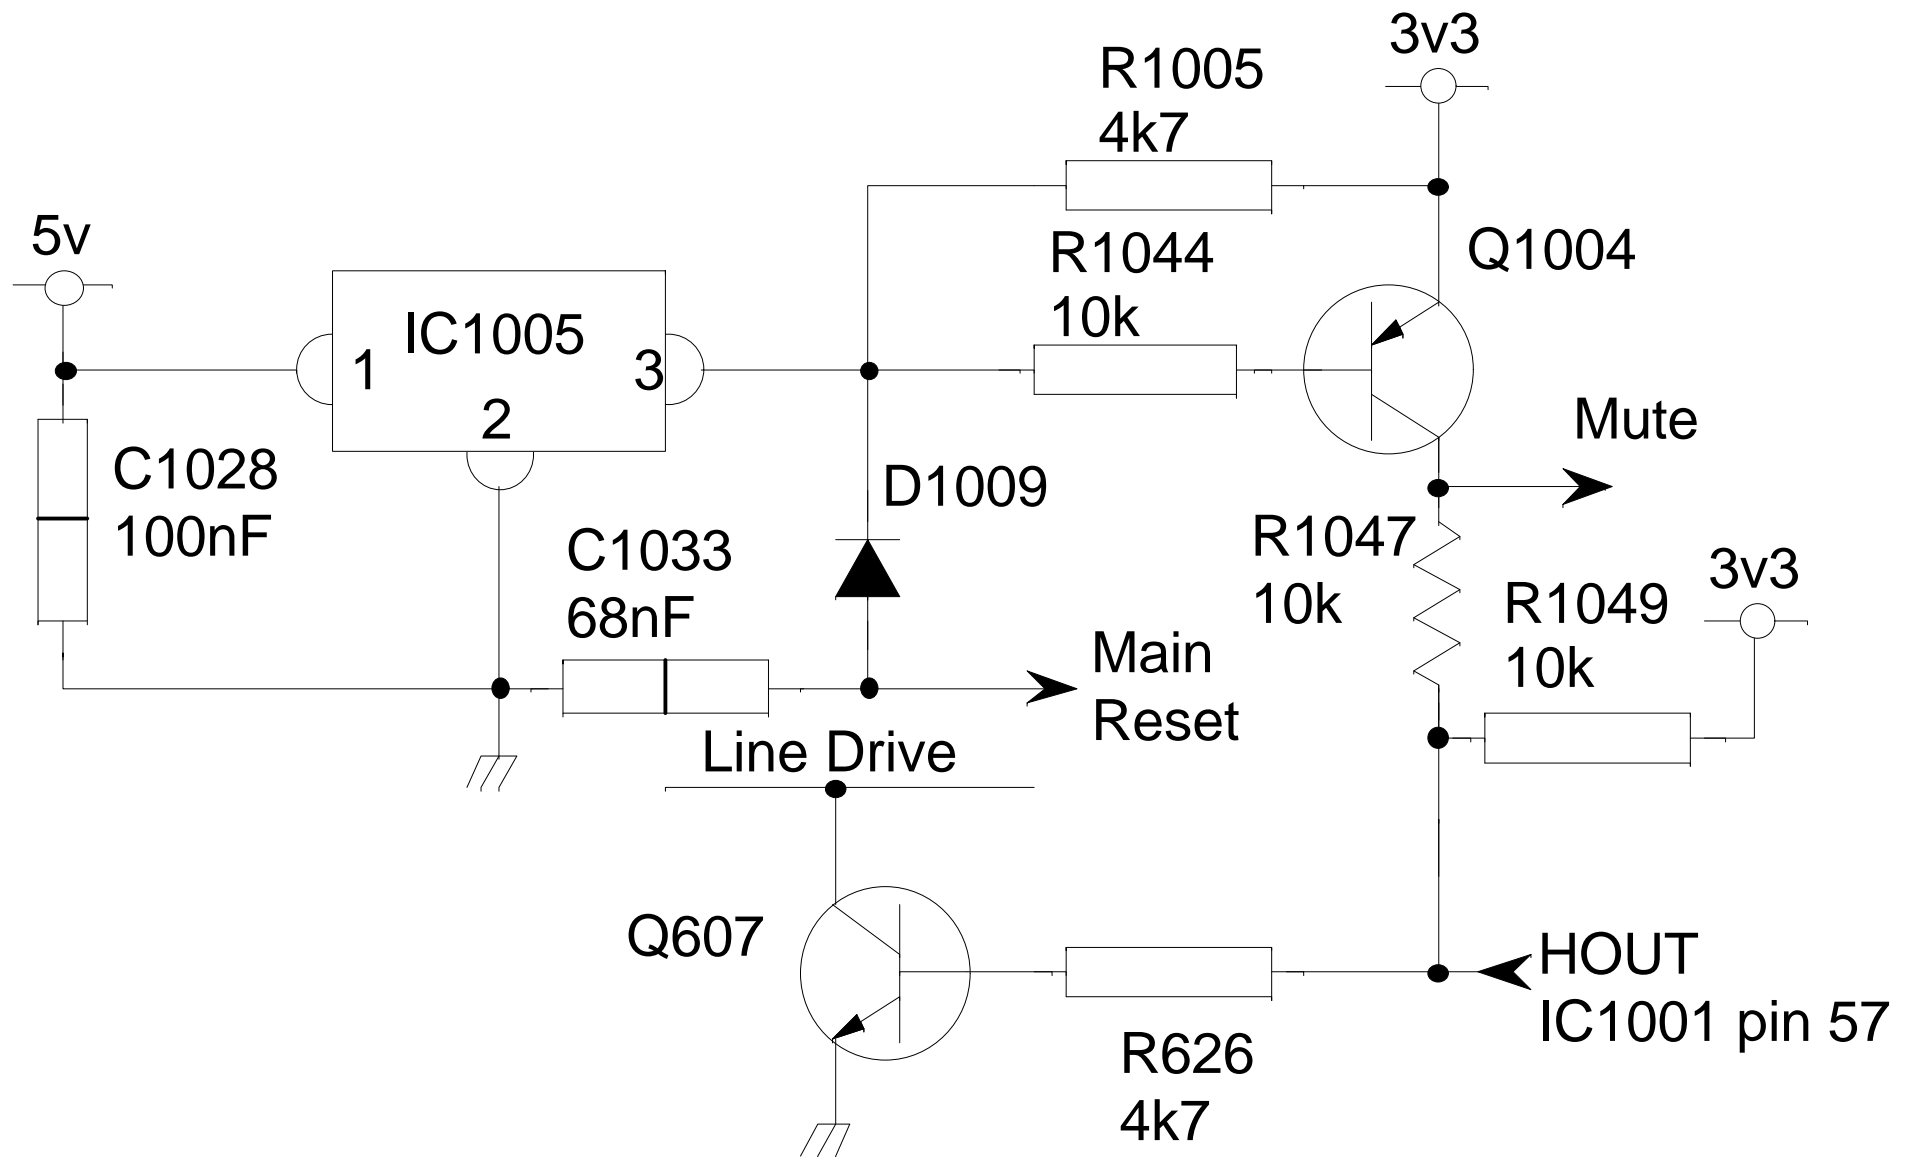 3v3
R1005
4k7
5v
R1044
10k
Q1004
IC1005
1
3
2
Mute
C1028
100nF
D1009
C1033
68nF
R1047
10k
3v3
R1049
10k
Main
Reset
Line Drive
Q607
HOUT
IC1001 pin 57
R626
4k7